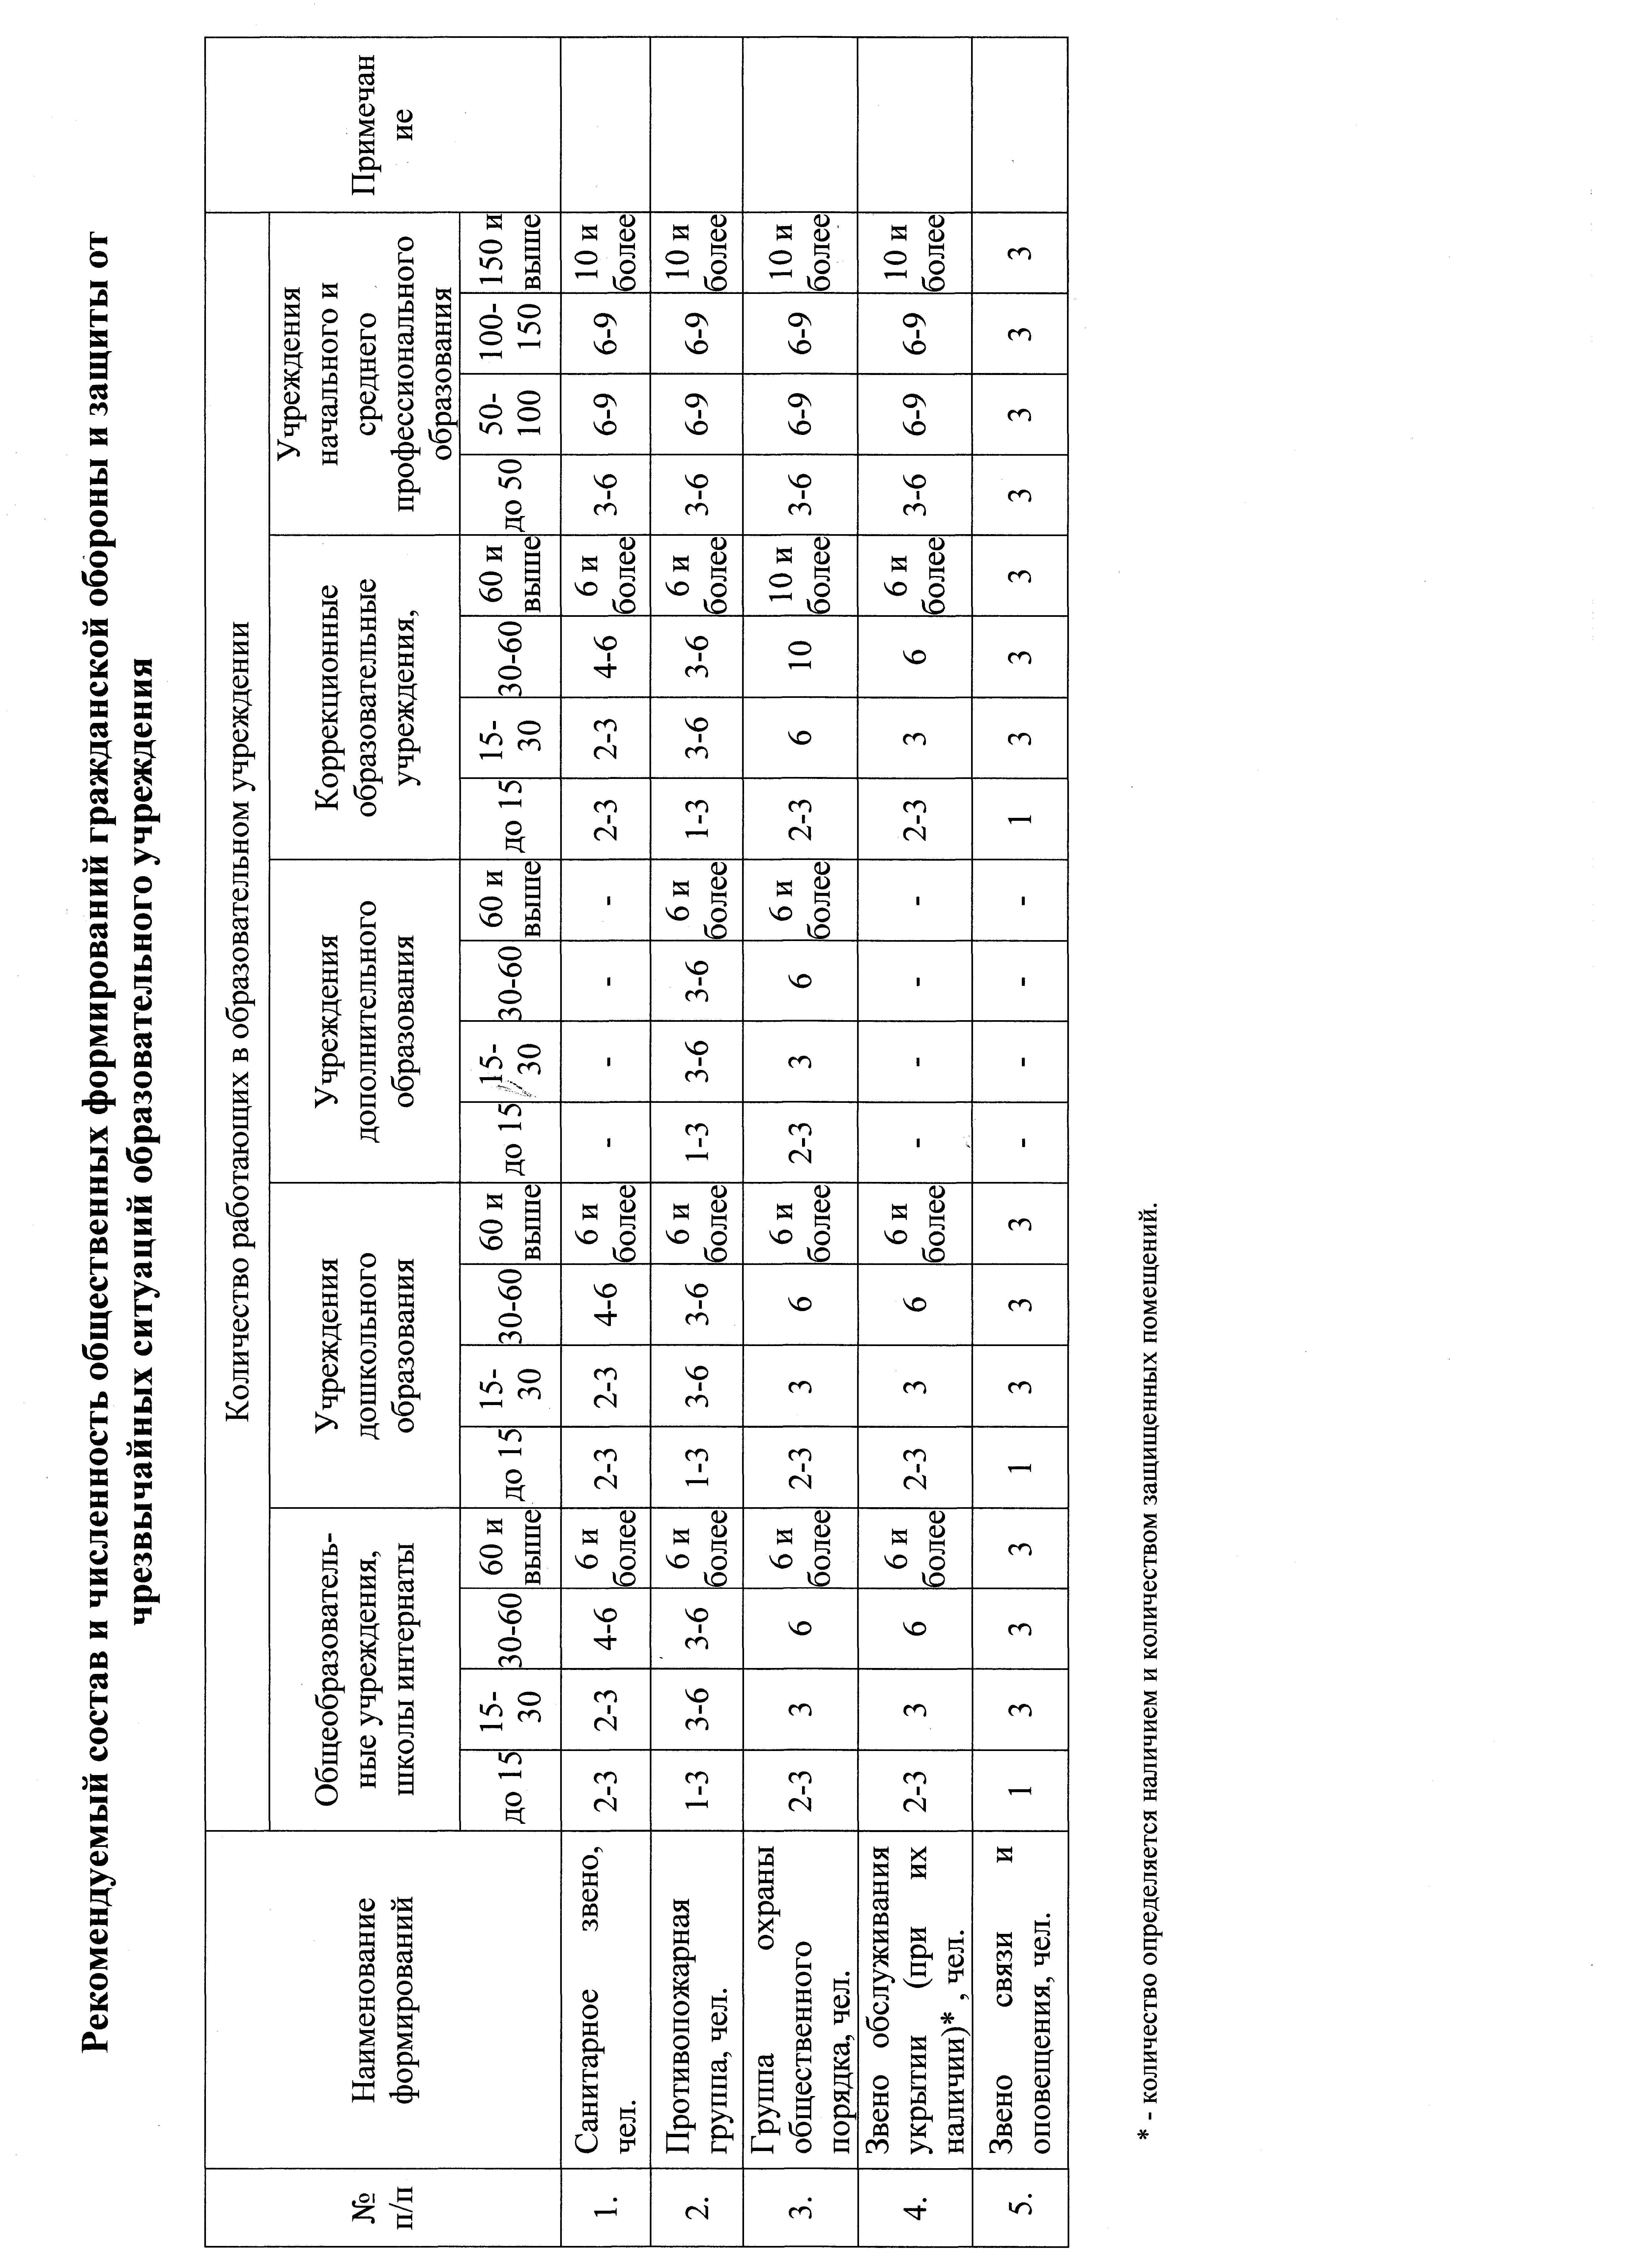 Рекомендуемый состав и численность общественных формирований гражданской обороны и защиты от
чрезвычайных ситуаций образовательного учреждения
№
п/п
Наименование
формирований
Количество работающих в образовательном учреждении
Примечан
ие
Общеобразователь-
ные учреждения,
школы интернаты
Учреждения
дошкольного
образования
Учреждения
дополнительного
образования
Коррекционные
образовательные
учреждения,
Учреждения
начального и
среднего
профессионального
образования
до 15 15-30 30-60 60 и выше до 15 15-30 30-60 60 и выше до 15 15-30 30-60 60 и выше до 15 15-30 30-60 60 и выше до 50 50-100 100-150 150 и выше
1. Санитарное звено,
чел.
2-3 2-3 4-6 6 и более 2-3 2-3 4-6 6 и более - - - - 2-3 2-3 4-6 6 и более 3-6 6-9 6-9 10 и более
2. Противопожарная
группа, чел.
1-3 3-6 3-6 6 и более 1-3 3-6 3-6 6 и более 1-3 3-6 3-6 6 и более 1-3 3-6 3-6 6 и более 3-6 6-9 6-9 10 и более
3. Группа охраны
общественного
порядка, чел.
2-3 3 6 6 и более 2-3 3 6 6 и более 2-3 3 6 6 и более 2-3 6 10 10 и более 3-6 6-9 6-9 10 и более
4. Звено обслуживания
укрытии (при их
наличии)* , чел.
2-3 3 6 6 и более 2-3 3 6 6 и более - - - - 2-3 3 6 6 и более 3-6 6-9 6-9 10 и более
5. Звено связи и
оповещения, чел.
1 3 3 3 1 3 3 3 - - - - 1 3 3 3 3 3 3 3
* - количество определяется наличием и количеством защищенных помещений.